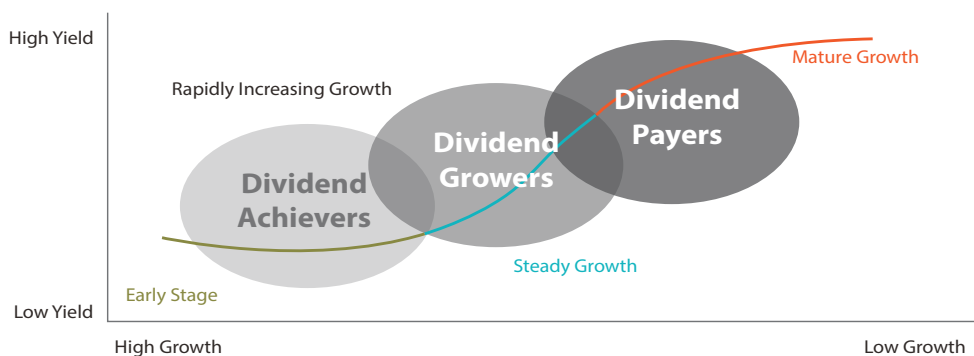 High Yield
Mature Growth
Rapidly Increasing Growth
Dividend
Payers
Dividend
Growers
Dividend
Achievers
Steady Growth
Early Stage
Low Yield
High Growth
Low Growth